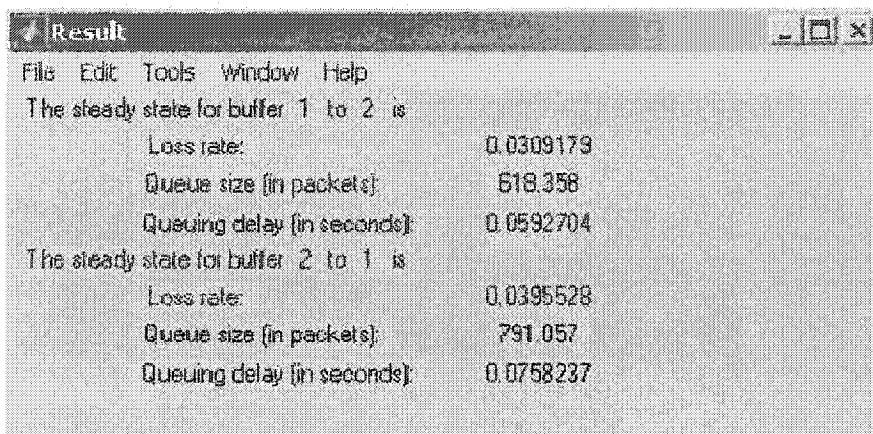 Result
File Edit Tools Window Help
The steady state for buffer 1 to 2 is
Loss rate: 0.0309179
Queue size (in packets): 618.358
Queuing delay (in seconds): 0.0592704
The steady state for buffer 2 to 1 is
Loss rate: 0.0395528
Queue size (in packets): 791.057
Queuing delay (in seconds): 0.0758237